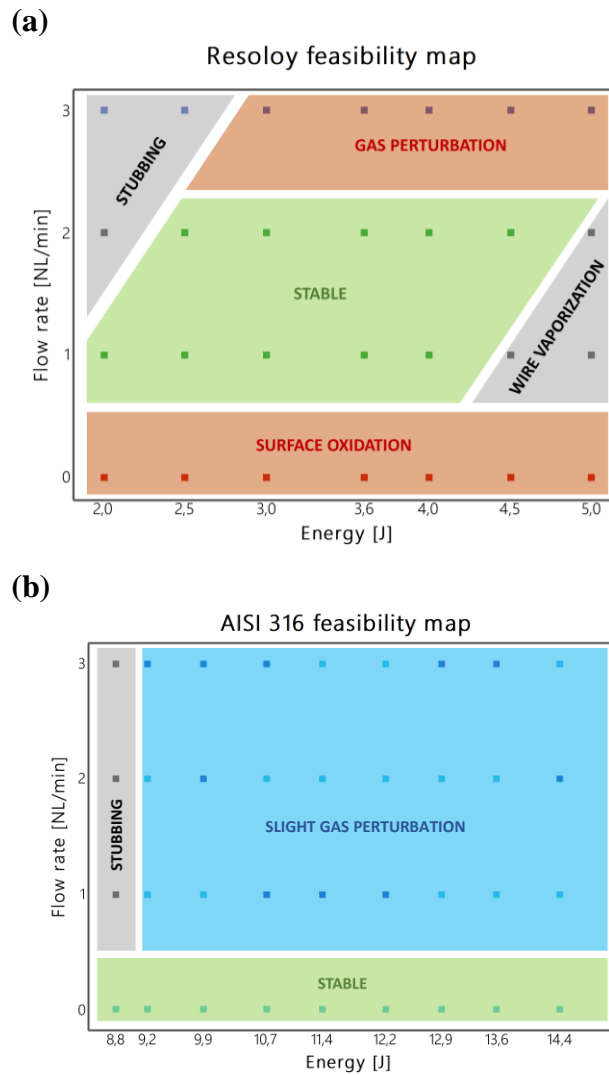 (a)
Resoloy feasibility map
Flow rate [NL/min]
3
2
1
0
STUBBING
GAS PERTURBATION
STABLE
WIRE VAPORIZATION
SURFACE OXIDATION
2,0 2,5 3,0 3,6 4,0 4,5 5,0
Energy [J]
(b)
AISI 316 feasibility map
Flow rate [NL/min]
3
2
1
0
STUBBING
SLIGHT GAS PERTURBATION
STABLE
8,8 9,2 9,9 10,7 11,4 12,2 12,9 13,6 14,4
Energy [J]